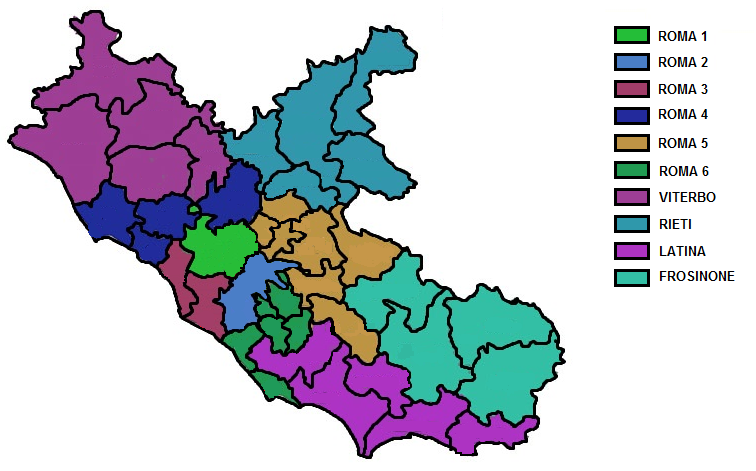 ROMA 1
ROMA 2
ROMA 3
ROMA 4
ROMA 5
ROMA 6
VITERBO
RIETI
LATINA
FROSINONE